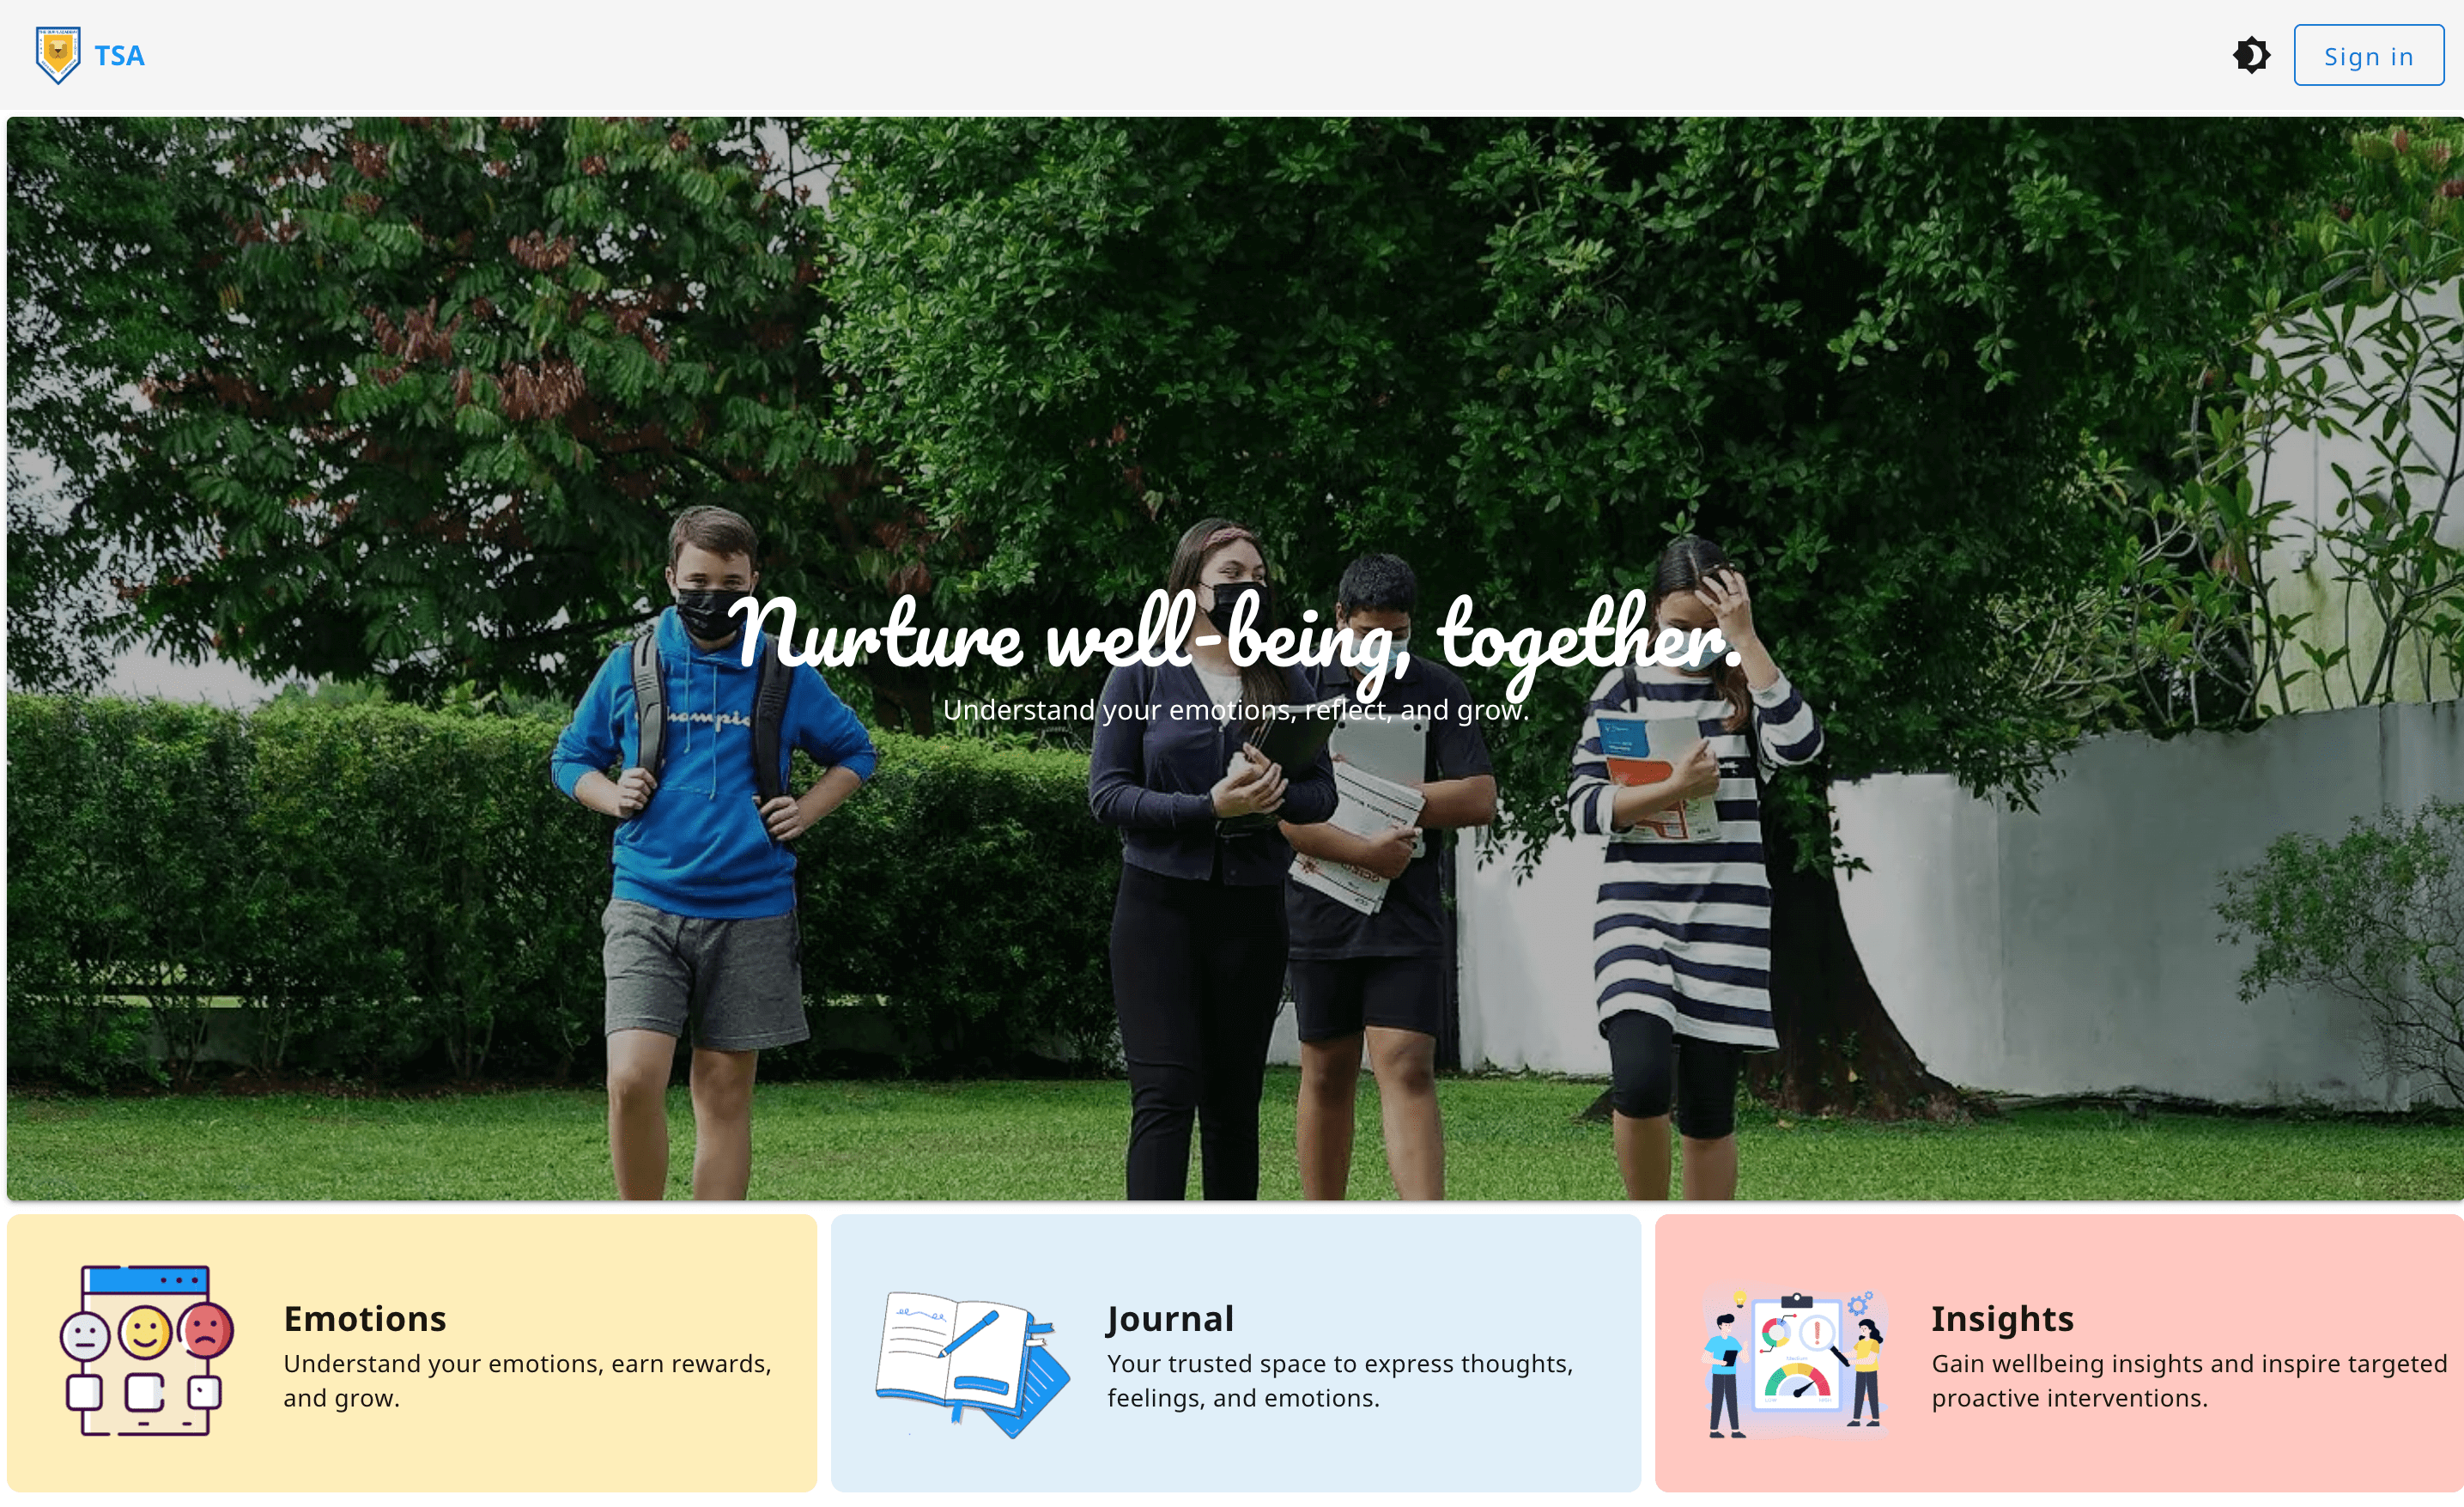 TSA
Sign in
Nurture well-being, together.
Understand your emotions, reflect, and grow.
Emotions
Understand your emotions, earn rewards,
and grow.
Journal
Your trusted space to express thoughts,
feelings, and emotions.
Insights
Gain wellbeing insights and inspire targeted
proactive interventions.